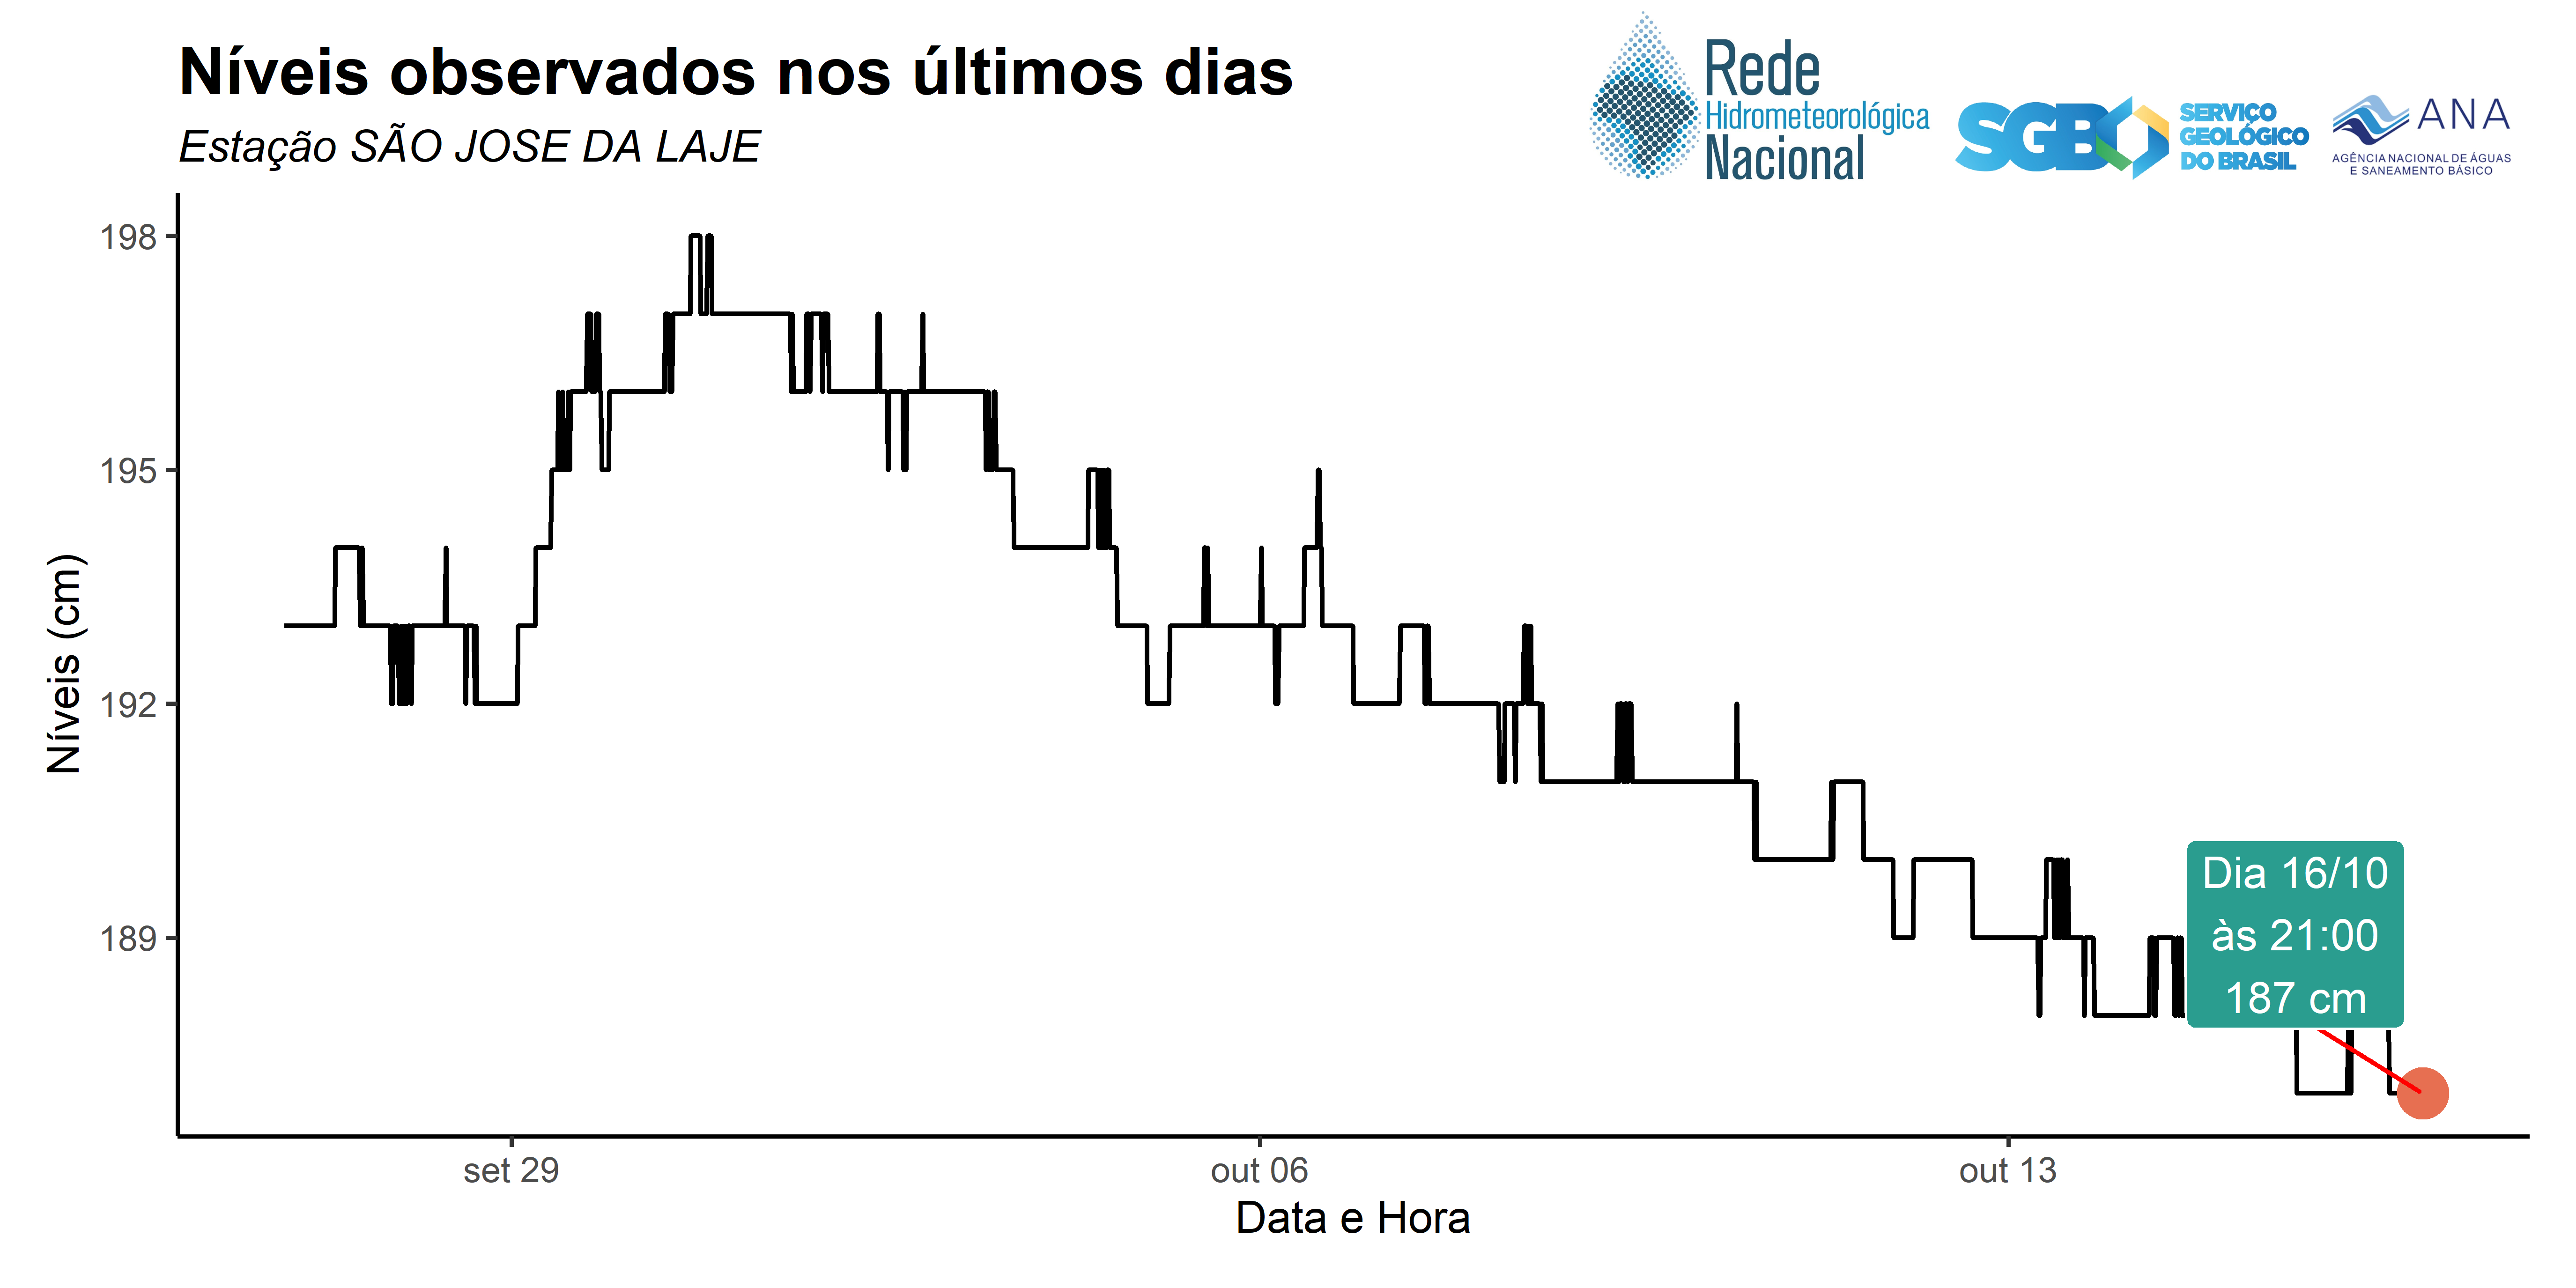 Níveis observados nos últimos dias
Estação SÃO JOSE DA LAJE
Rede
Hidrometeorológica
Nacional
SGB
SERVIÇO
GEOLÓGICO
DO BRASIL
ANA
AGÊNCIA NACIONAL DE ÁGUAS
E SANEAMENTO BÁSICO
198
195
192
189
Níveis (cm)
Dia 16/10
às 21:00
187 cm
set 29
out 06
out 13
Data e Hora